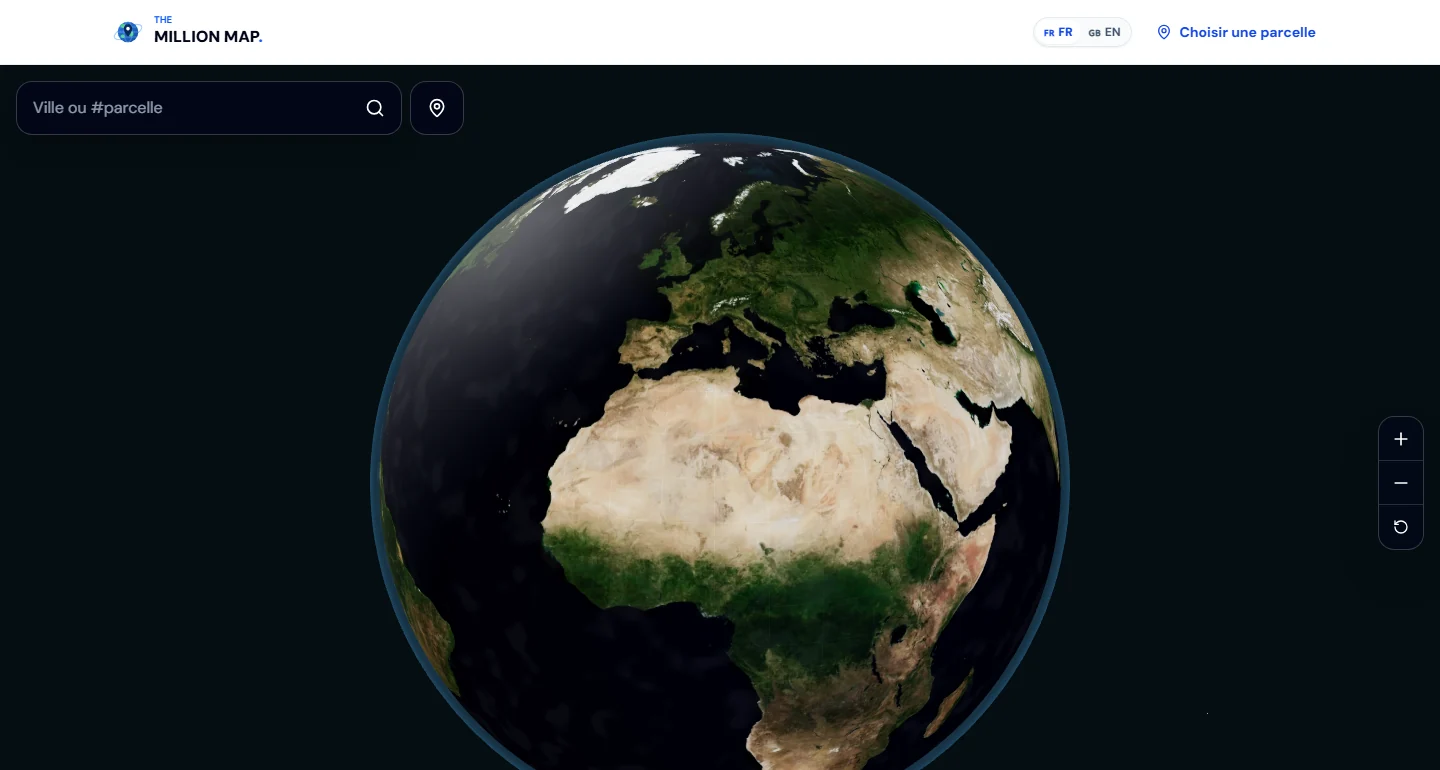 THE
MILLION MAP.
FR FR
GB EN
Choisir une parcelle
Ville ou #parcelle